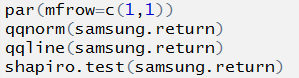 par(mfrow=c(1,1))
qqnorm(samsung.return)
qqline(samsung.return)
shapiro.test(samsung.return)